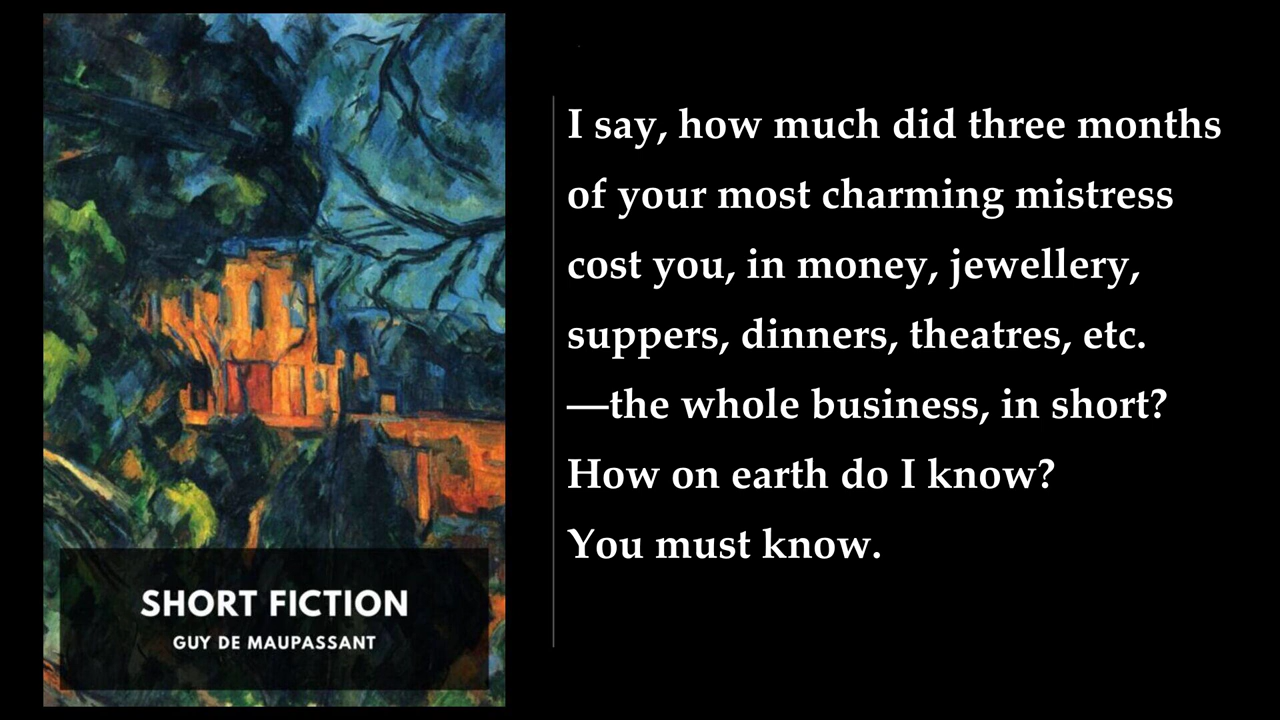 I say, how much did three months
of your most charming mistress
cost you, in money, jewellery,
suppers, dinners, theatres, etc.
—the whole business, in short?
How on earth do I know?
You must know.
SHORT FICTION
GUY DE MAUPASSANT